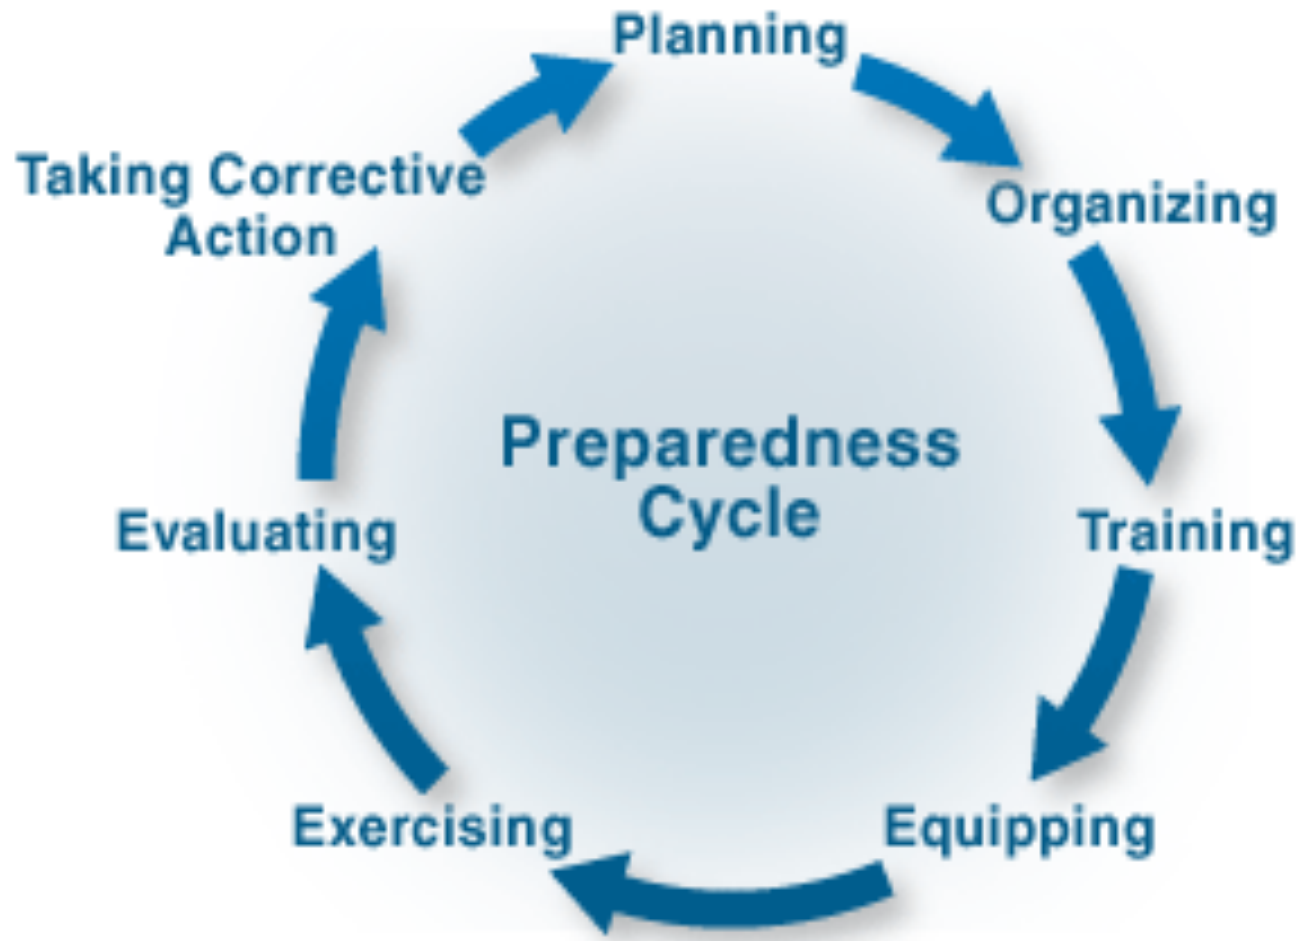 Planning
Organizing
Training
Equipping
Exercising
Evaluating
Taking Corrective
Action
Preparedness
Cycle